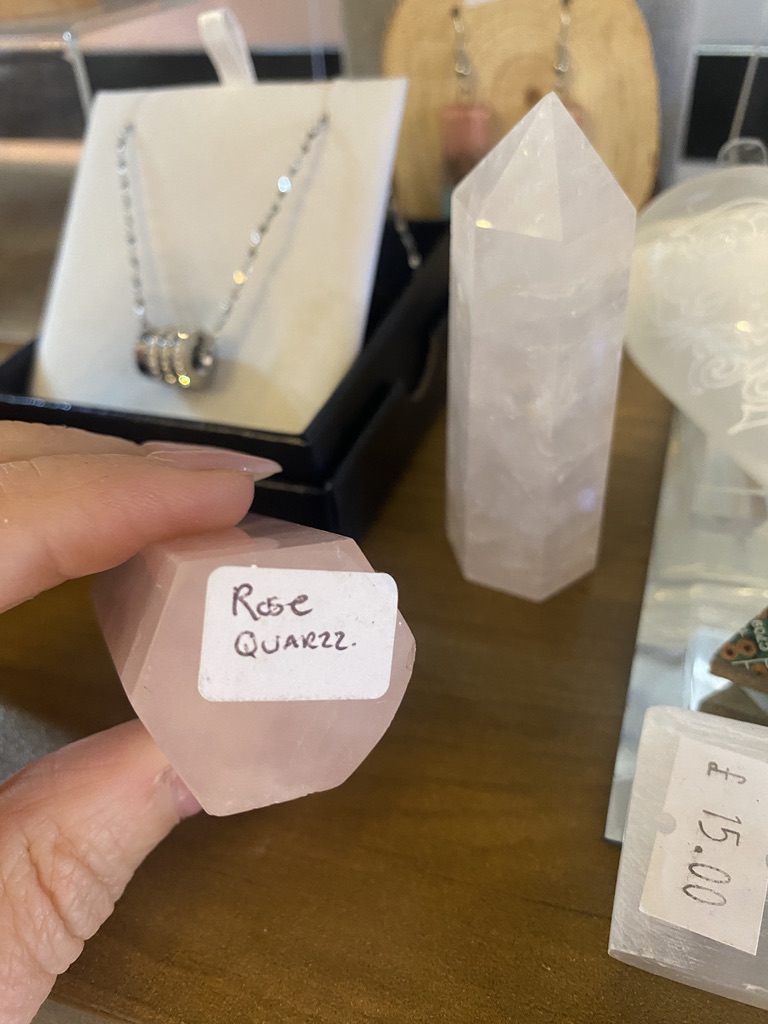 Rose
QUARZZ.
£ 15.00